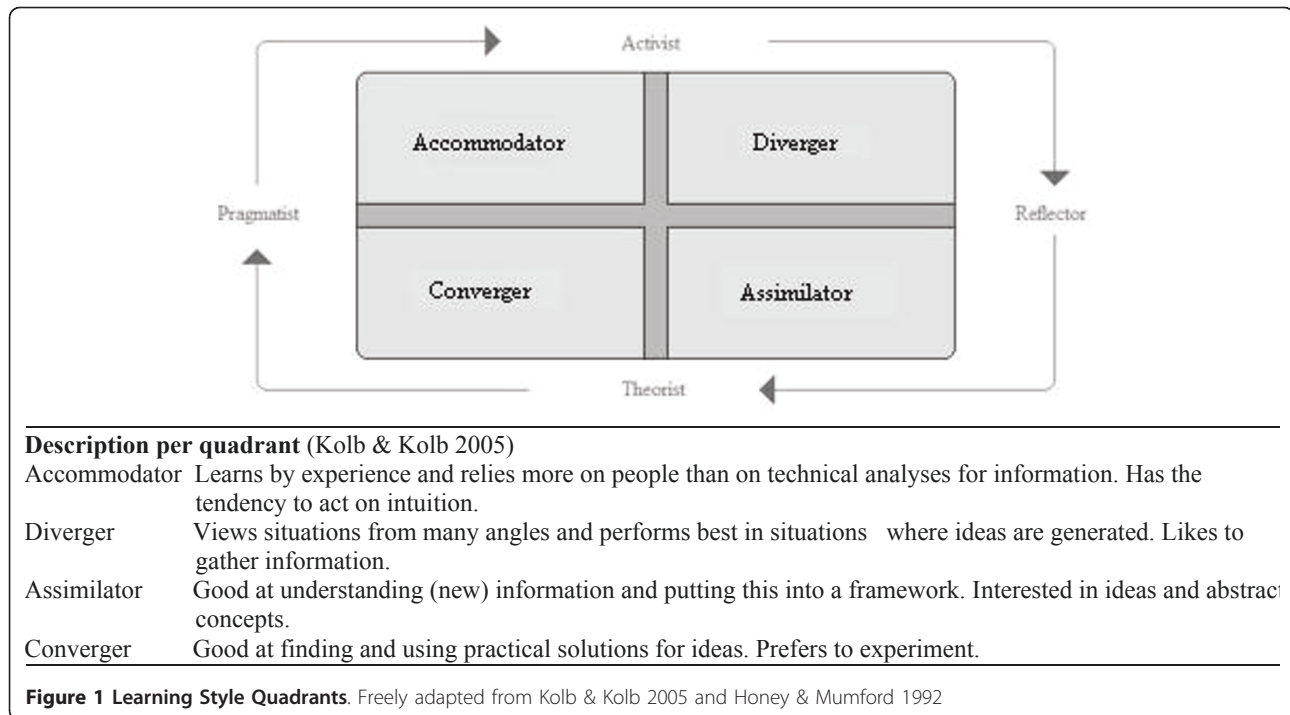 Activist
Accommodator Diverger
Pragmatist Reflector
Converger Assimilator
Theorist
Description per quadrant (Kolb & Kolb 2005)
Accommodator Learns by experience and relies more on people than on technical analyses for information. Has the
tendency to act on intuition.
Diverger Views situations from many angles and performs best in situations where ideas are generated. Likes to
gather information.
Assimilator Good at understanding (new) information and putting this into a framework. Interested in ideas and abstract
concepts.
Converger Good at finding and using practical solutions for ideas. Prefers to experiment.
Figure 1 Learning Style Quadrants. Freely adapted from Kolb & Kolb 2005 and Honey & Mumford 1992